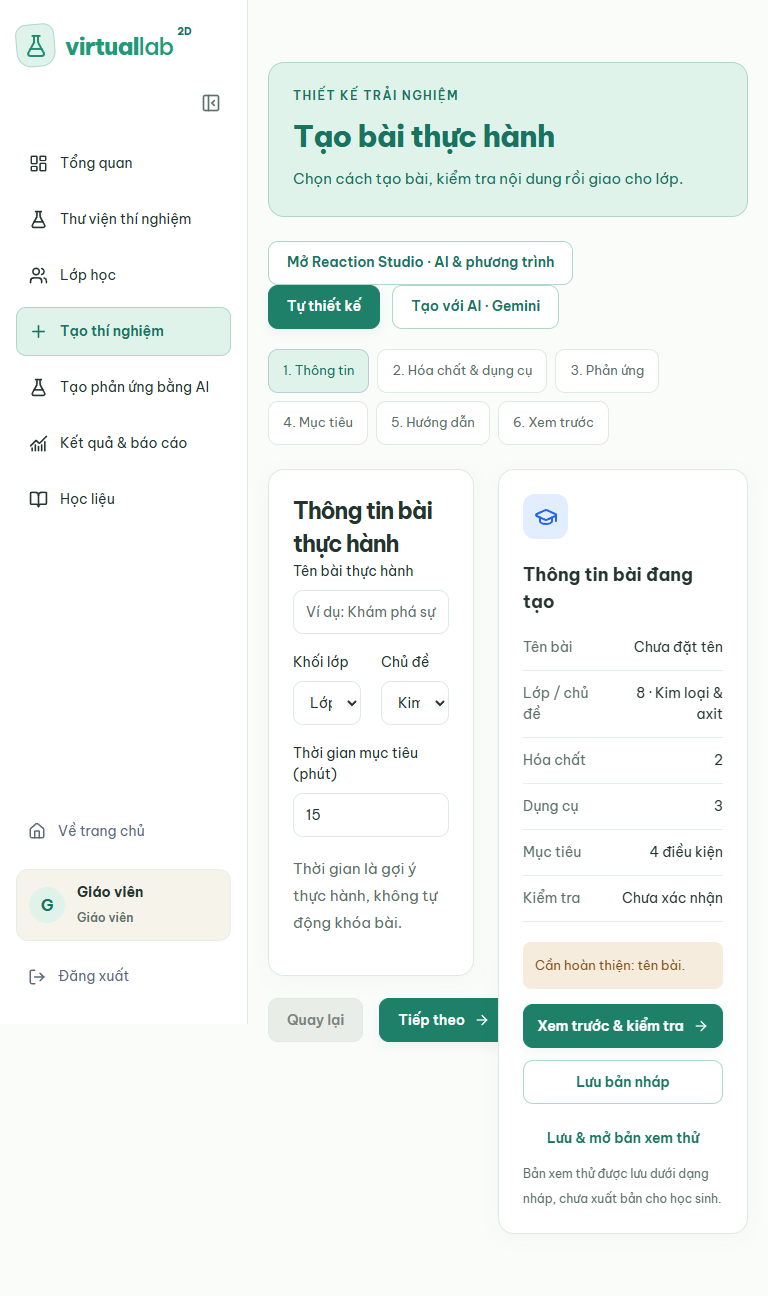 virtuallab 2D
Tổng quan
Thư viện thí nghiệm
Lớp học
Tạo thí nghiệm
Tạo phản ứng bằng AI
Kết quả & báo cáo
Học liệu
Về trang chủ
G
Giáo viên
Giáo viên
Đăng xuất
THIẾT KẾ TRẢI NGHIỆM
Tạo bài thực hành
Chọn cách tạo bài, kiểm tra nội dung rồi giao cho lớp.
Mở Reaction Studio · AI & phương trình
Tự thiết kế
Tạo với AI · Gemini
1. Thông tin
2. Hóa chất & dụng cụ
3. Phản ứng
4. Mục tiêu
5. Hướng dẫn
6. Xem trước
Thông tin bài
thực hành
Tên bài thực hành
Ví dụ: Khám phá sự
Khối lớp
Chủ đề
Lớp
Kim
Thời gian mục tiêu
(phút)
15
Thời gian là gợi ý
thực hành, không tự
động khóa bài.
Quay lại
Tiếp theo
Thông tin bài đang
tạo
Tên bài
Chưa đặt tên
Lớp / chủ
đề
8 · Kim loại &
axit
Hóa chất
2
Dụng cụ
3
Mục tiêu
4 điều kiện
Kiểm tra
Chưa xác nhận
Cần hoàn thiện: tên bài.
Xem trước & kiểm tra
Lưu bản nháp
Lưu & mở bản xem thử
Bản xem thử được lưu dưới dạng
nháp, chưa xuất bản cho học sinh.